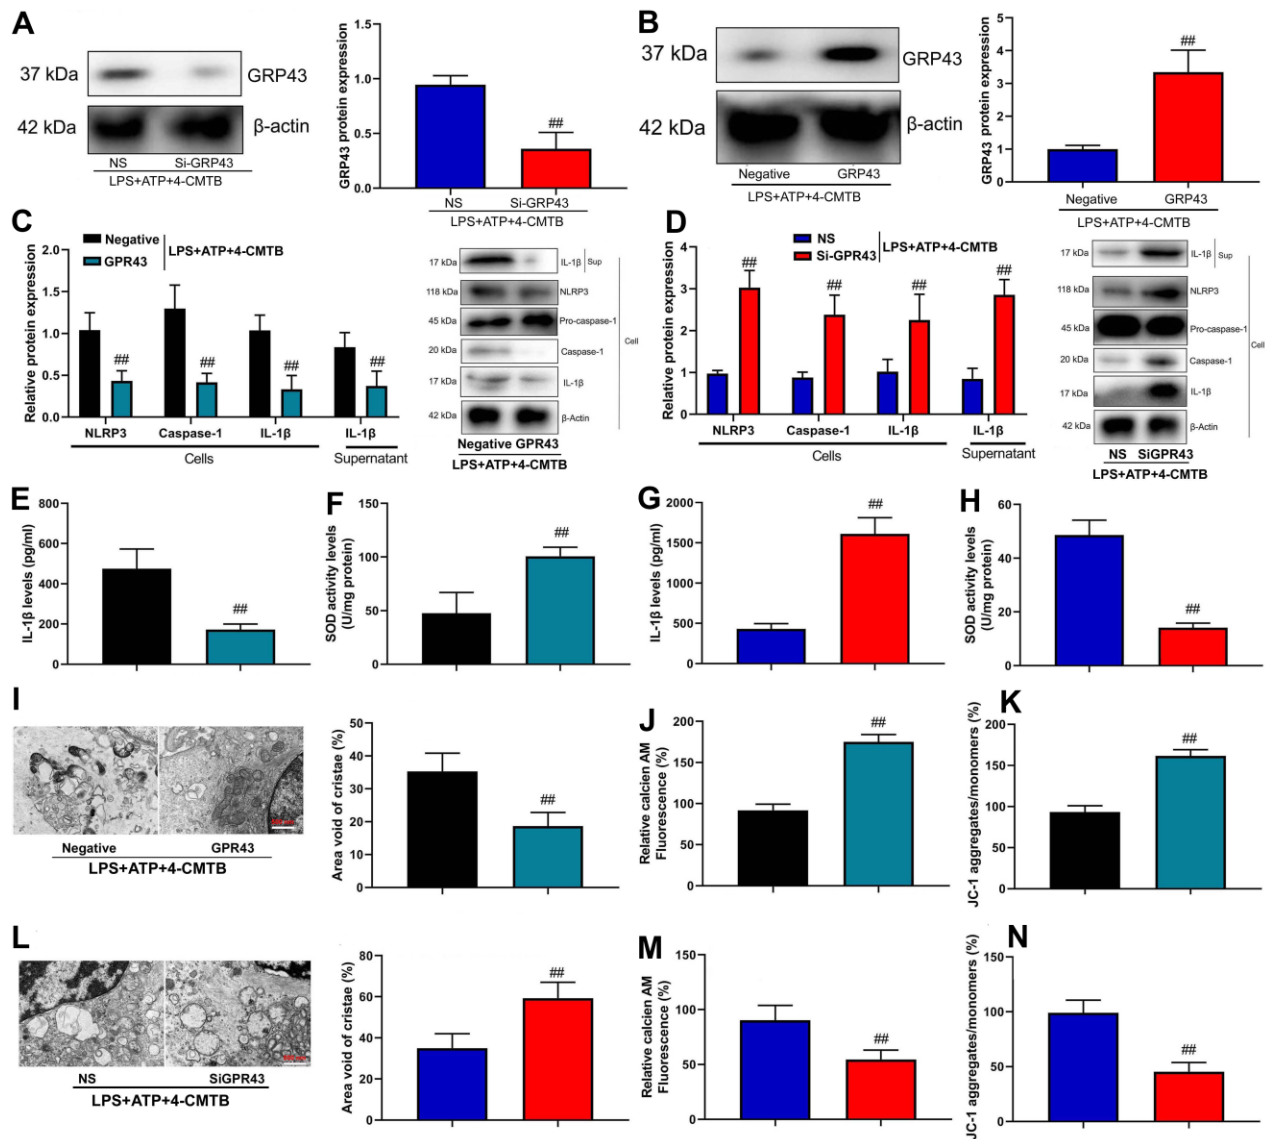 A
37 kDa
GRP43
42 kDa
β-actin
NS Si-GRP43
LPS+ATP+4-CMTB
GRP43 protein expression
1.5
1.0
0.5
0.0
##
NS Si-GRP43
LPS+ATP+4-CMTB
B
37 kDa
GRP43
42 kDa
β-actin
Negative GRP43
LPS+ATP+4-CMTB
GRP43 protein expression
5
4
3
2
1
0
##
Negative GRP43
LPS+ATP+4-CMTB
C
Negative
GPR43
LPS+ATP+4-CMTB
Relative protein expression
2.0
1.5
1.0
0.5
0.0
## ## ## ##
NLRP3 Caspase-1 IL-1β IL-1β
Cells Supernatant
17 kDa IL-1β Sup
118 kDa NLRP3
45 kDa Pro-caspase-1
Cell
20 kDa Caspase-1
17 kDa IL-1β
42 kDa β-Actin
Negative GPR43
LPS+ATP+4-CMTB
D
NS
Si-GPR43
LPS+ATP+4-CMTB
Relative protein expression
4
3
2
1
0
## ## ## ##
NLRP3 Caspase-1 IL-1β IL-1β
Cells Supernatant
17 kDa IL-1β Sup
118 kDa NLRP3
45 kDa Pro-caspase-1
Cell
20 kDa Caspase-1
17 kDa IL-1β
42 kDa β-Actin
NS SiGPR43
LPS+ATP+4-CMTB
E
IL-1β levels (pg/ml)
800
600
400
200
0
##
F
SOD activity levels
(U/mg protein)
150
100
50
0
##
G
IL-1β levels (pg/ml)
2000
1500
1000
500
0
##
H
SOD activity levels
(U/mg protein)
60
40
20
0
##
I
Negative GPR43
LPS+ATP+4-CMTB
Area void of cristae (%)
50
40
30
20
10
0
##
J
Relative calcien AM
Fluorescence (%)
200
150
100
50
0
##
K
JC-1 aggregates/monomers (%)
200
150
100
50
0
##
L
NS SiGPR43
LPS+ATP+4-CMTB
Area void of cristae (%)
80
60
40
20
0
##
M
Relative calcien AM
Fluorescence (%)
150
100
50
0
##
N
JC-1 aggregates/monomers (%)
150
100
50
0
##